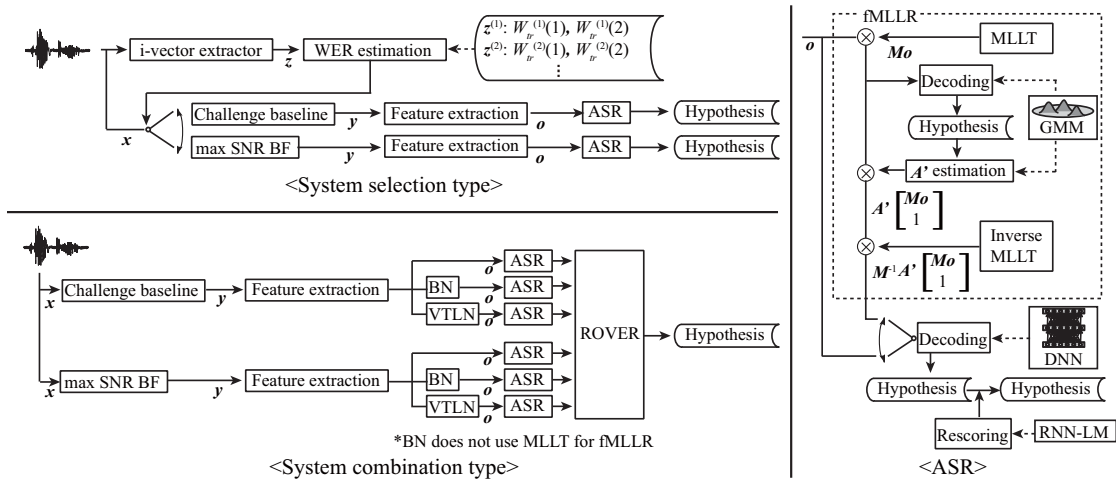 z(1): Wtr(1)(1), Wtr(1)(2)
z(2): Wtr(2)(1), Wtr(2)(2)
⋮
i-vector extractor
z
WER estimation
x
Challenge baseline
y
Feature extraction
o
ASR
Hypothesis
max SNR BF
y
Feature extraction
o
ASR
Hypothesis
<System selection type>
x
Challenge baseline
y
Feature extraction
o
ASR
BN
o
ASR
VTLN
o
ASR
ROVER
Hypothesis
x
max SNR BF
y
Feature extraction
o
ASR
BN
o
ASR
VTLN
o
ASR
*BN does not use MLLT for fMLLR
<System combination type>
fMLLR
o
Mo
MLLT
Decoding
Hypothesis
GMM
A' estimation
A' [Mo
1]
Inverse
MLLT
M-1 A' [Mo
1]
Decoding
DNN
Hypothesis
Hypothesis
Rescoring
RNN-LM
<ASR>